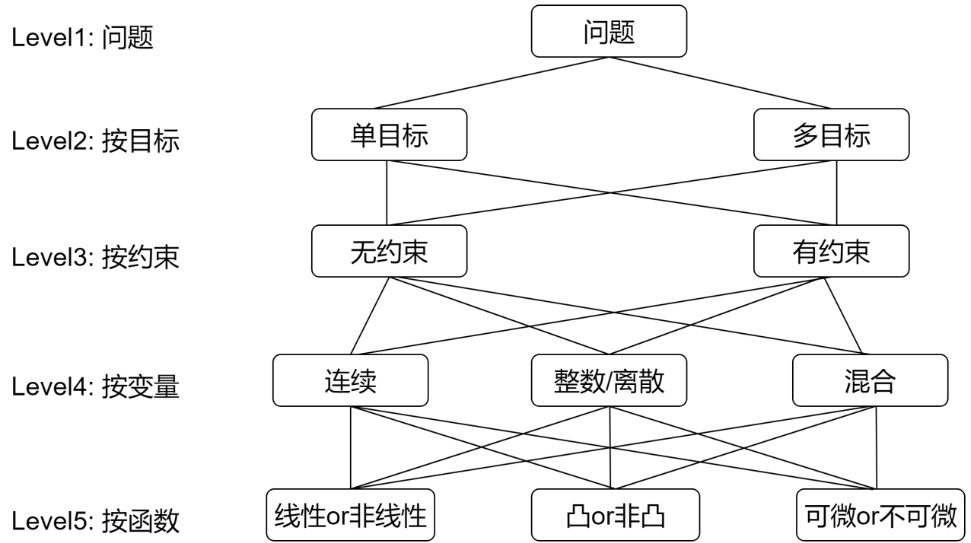 Level1: 问题
问题
Level2: 按目标
单目标
多目标
Level3: 按约束
无约束
有约束
Level4: 按变量
连续
整数/离散
混合
Level5: 按函数
线性or非线性
凸or非凸
可微or不可微